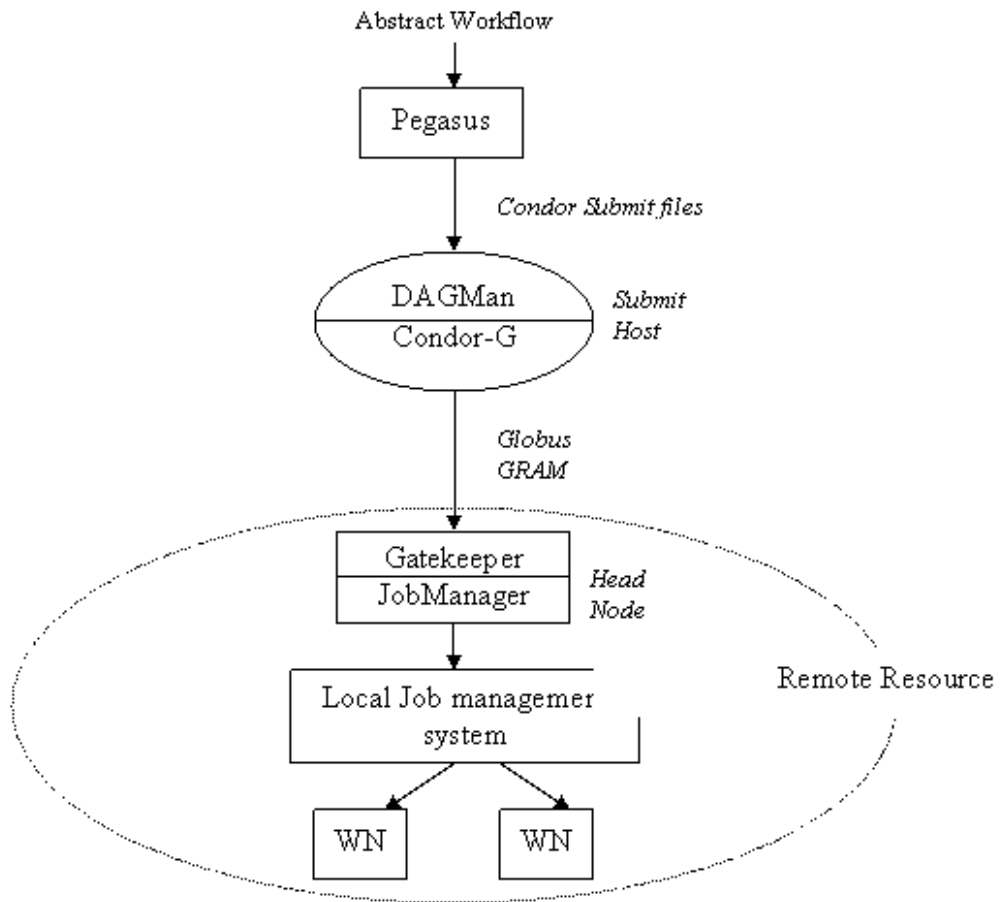 Abstract Workflow
Pegasus
Condor Submit files
DAGMan
Condor-G
Submit
Host
Globus
GRAM
Gatekeeper
JobManager
Head
Node
Remote Resource
Local Job managemer
system
WN
WN